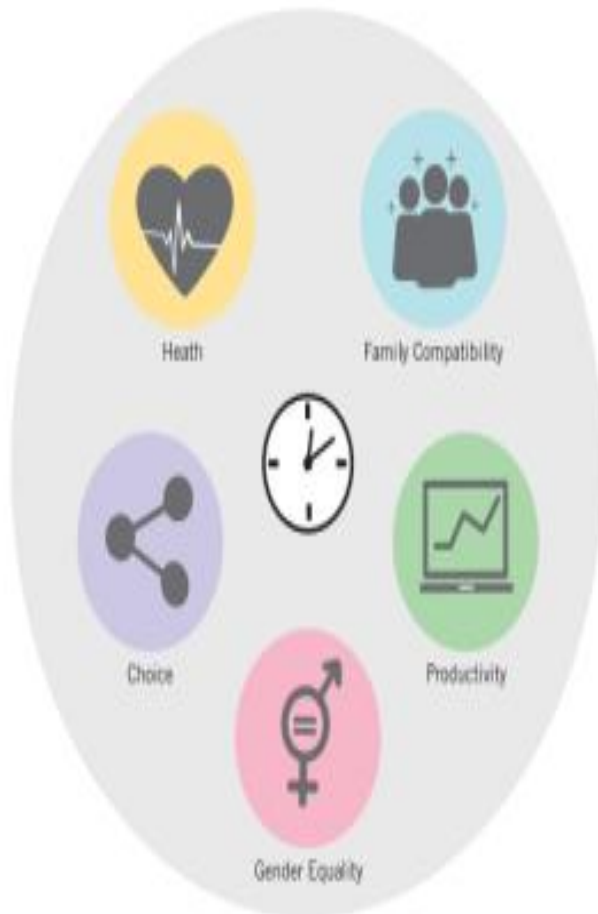 Heath
Family Compatibility
Choice
Productivity
Gender Equality